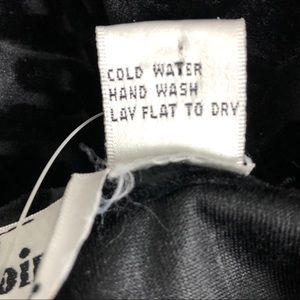 COLD WATER
HAND WASH
LAY FLAT TO DRY